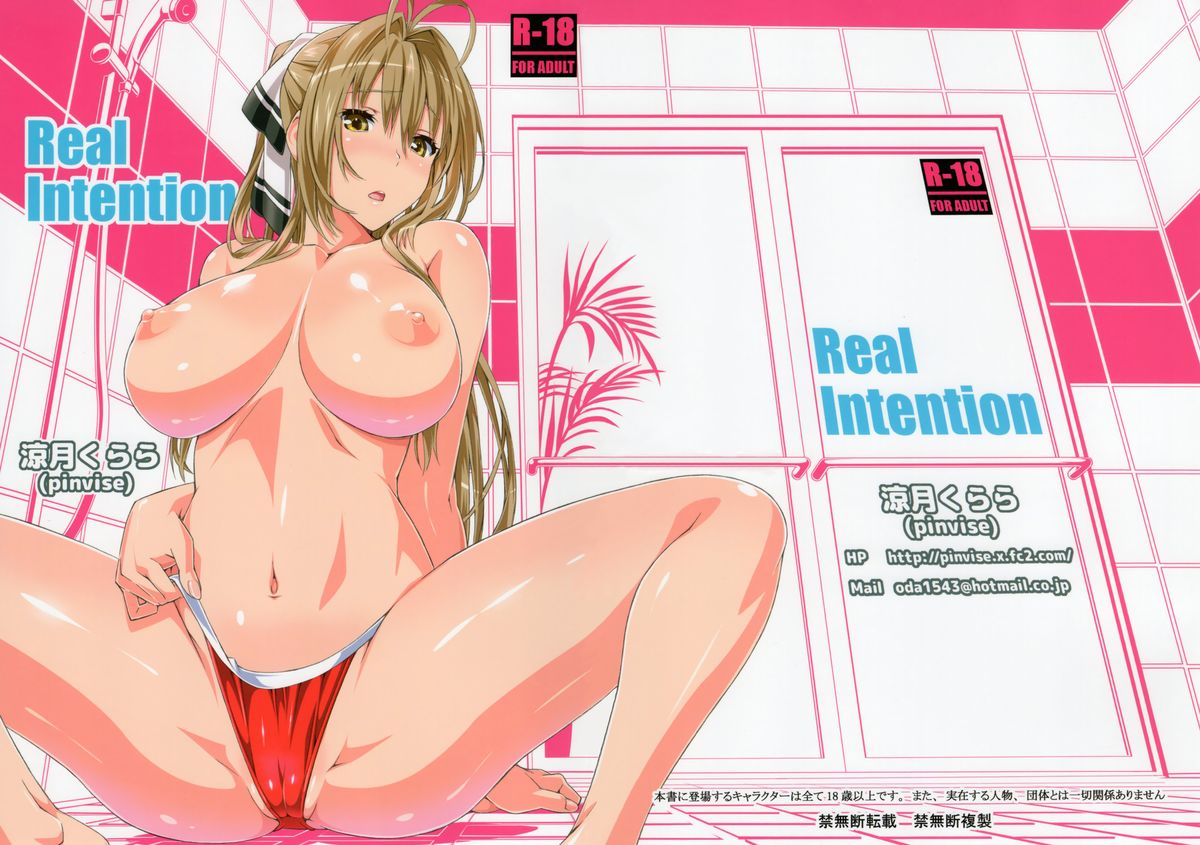 R-18
FOR ADULT
Real
Intention
涼月くらら
(pinvise)
R-18
FOR ADULT
Real
Intention
涼月くらら
(pinvise)
HP http://pinvise.x.fc2.com/
Mail oda1543@hotmail.co.jp
本書に登場するキャラクターは全て18歳以上です。また、実在する人物、団体とは一切関係ありません
禁無断転載 禁無断複製